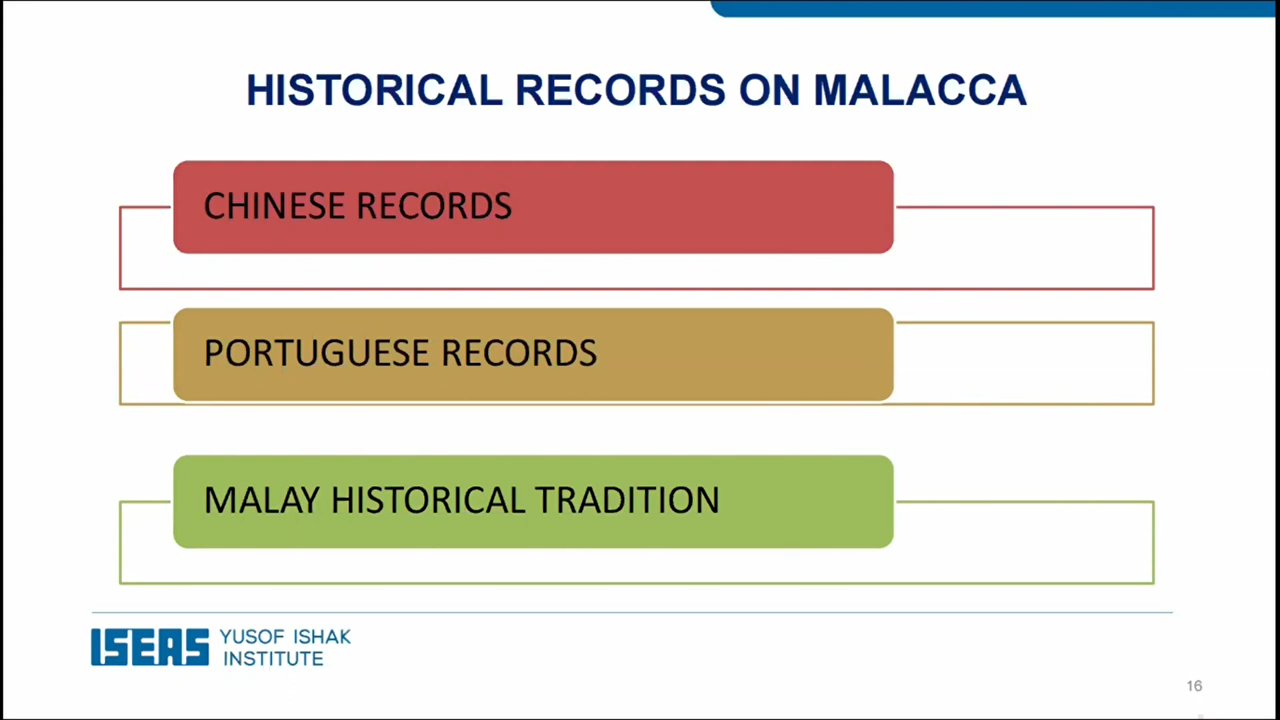 HISTORICAL RECORDS ON MALACCA
CHINESE RECORDS
PORTUGUESE RECORDS
MALAY HISTORICAL TRADITION
ISEAS YUSOF ISHAK
INSTITUTE
16